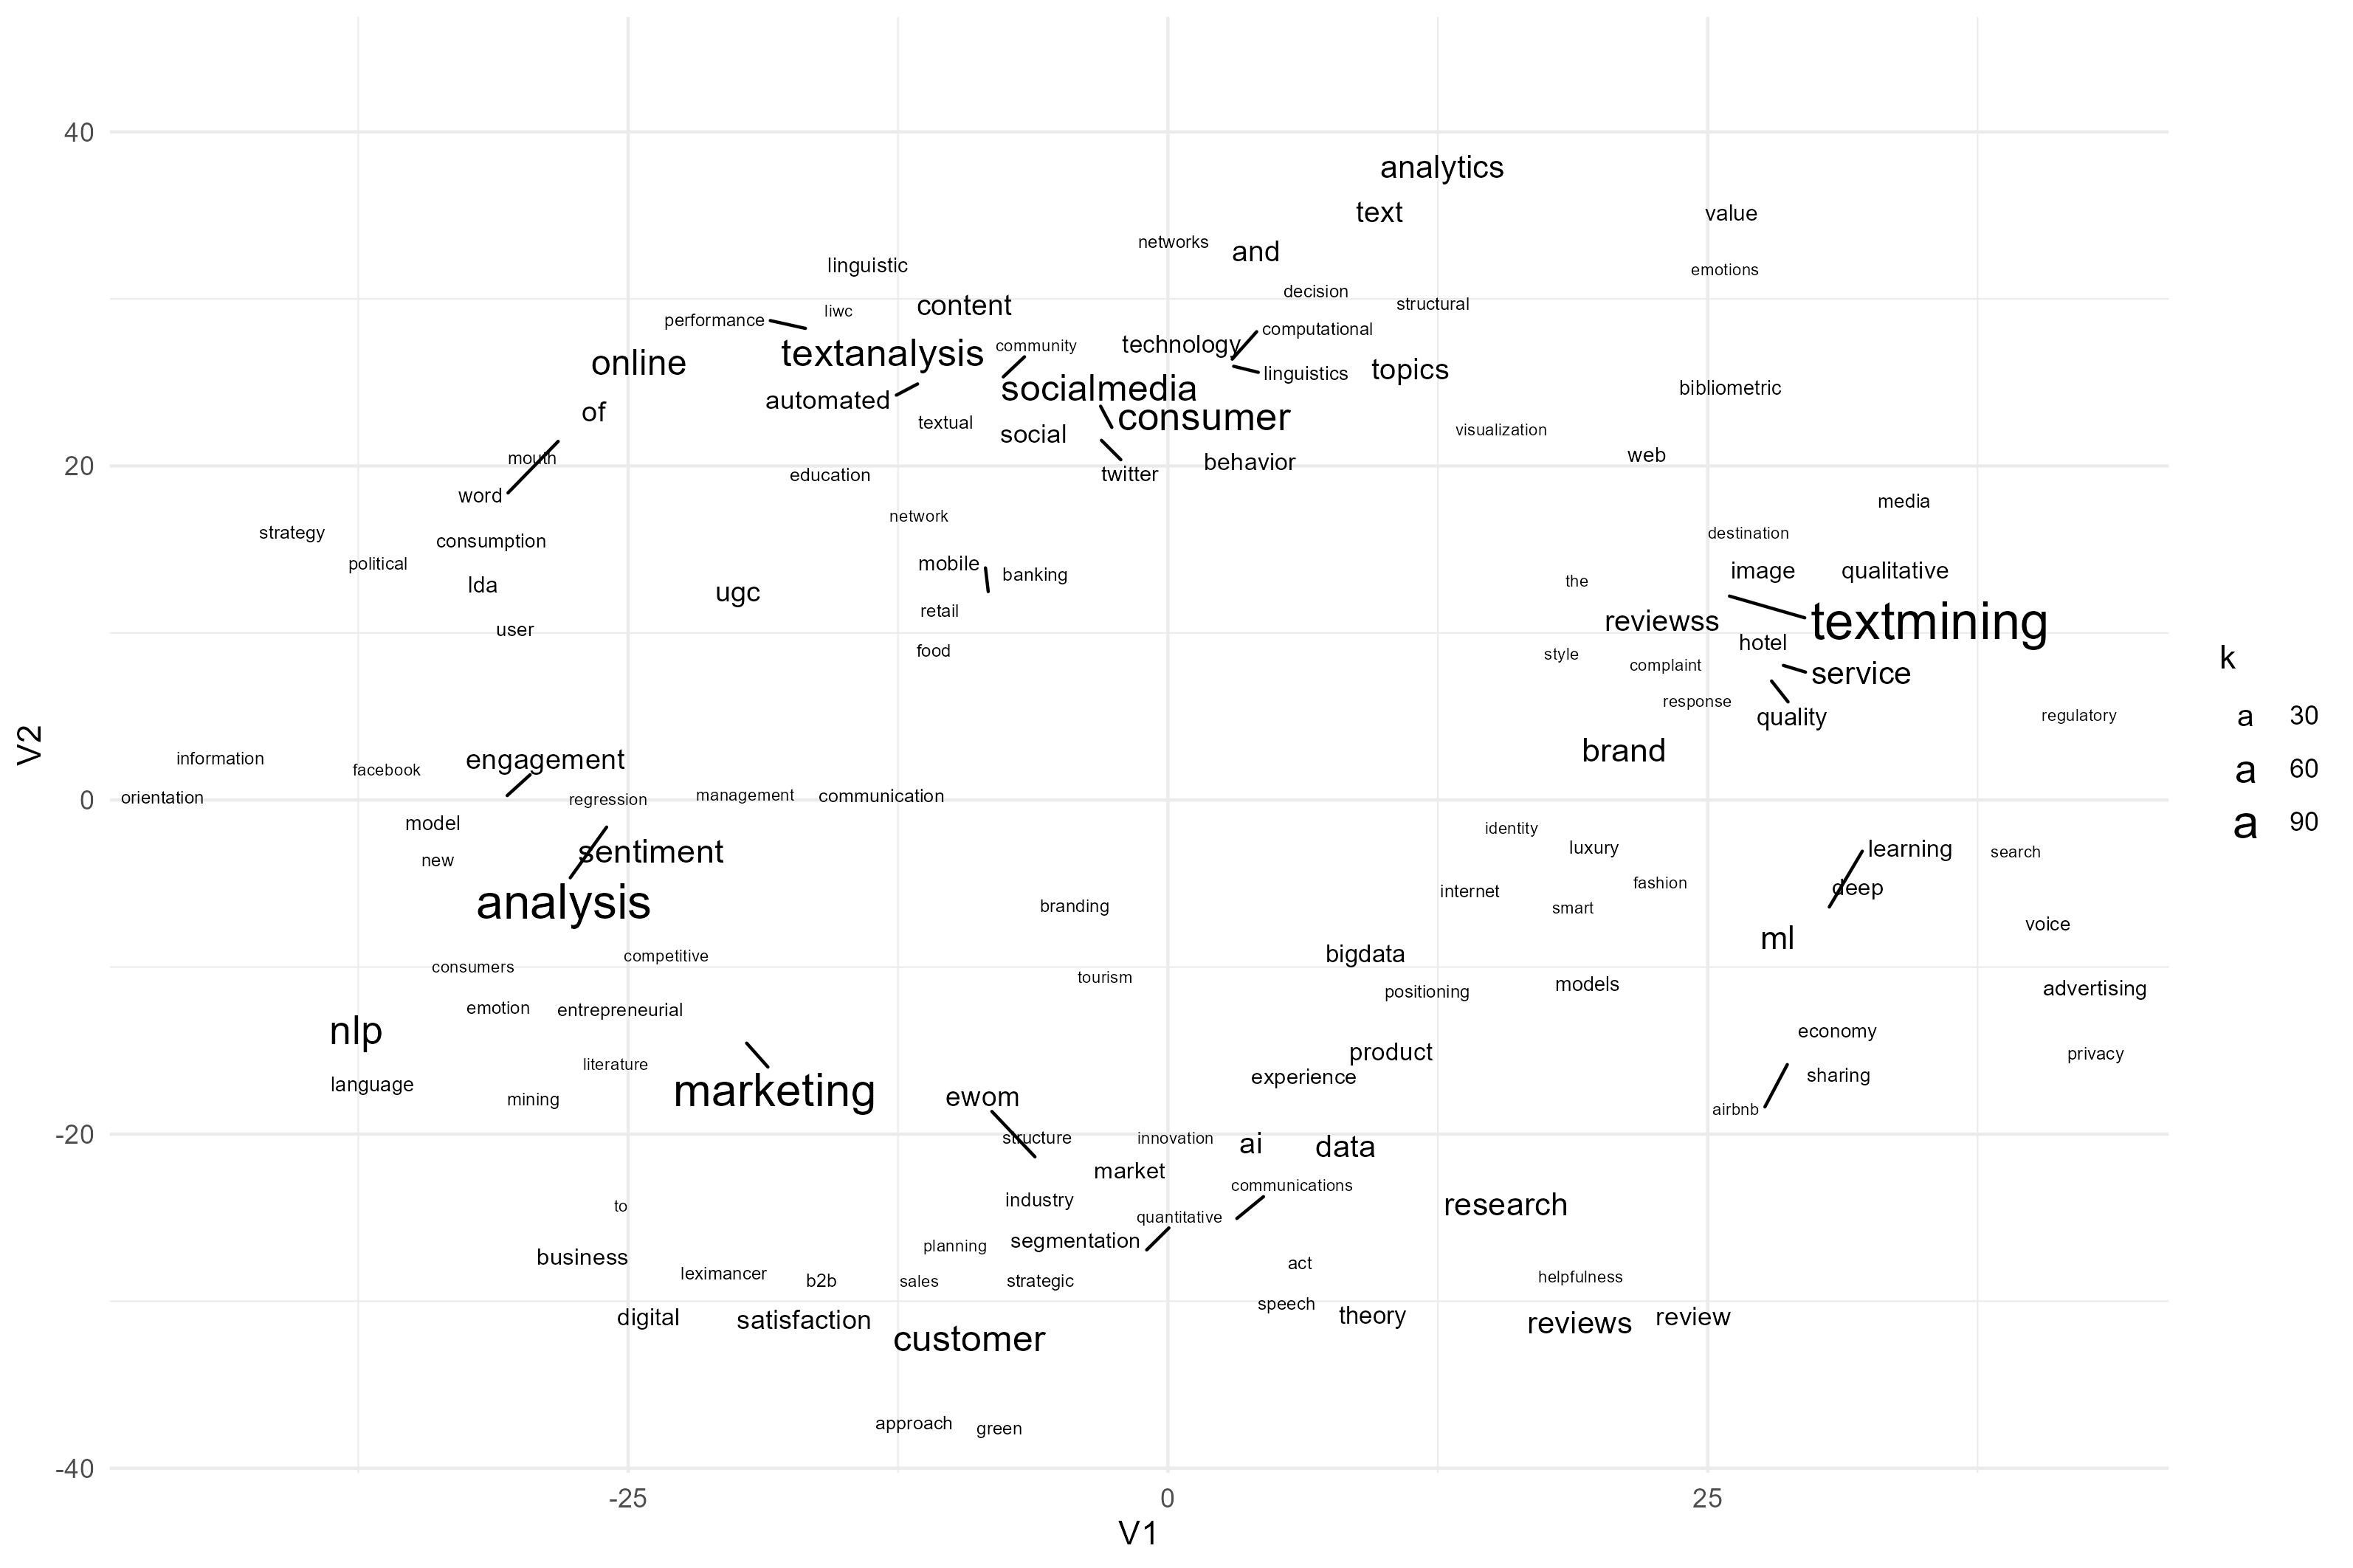 40
analytics
text
value
networks
and
linguistic
emotions
decision
content
structural
liwc
performance
computational
technology
community
textanalysis
online
topics
linguistics
socialmedia
bibliometric
automated
of
consumer
textual
visualization
social
web
mouth
behavior
20
education
twitter
word
media
network
strategy
destination
consumption
political
mobile
image
qualitative
banking
the
lda
ugc
retail
reviewss
textmining
user
hotel
food
style
k
complaint
service
response
a 30
quality
regulatory
V2
brand
information
engagement
facebook
a 60
orientation
0
regression
management
communication
model
a 90
identity
luxury
learning
search
sentiment
new
fashion
deep
internet
analysis
branding
smart
voice
ml
bigdata
competitive
consumers
tourism
models
advertising
positioning
emotion
entrepreneurial
nlp
economy
product
privacy
literature
experience
sharing
language
marketing
ewom
mining
airbnb
-20
structure
innovation
ai
data
market
communications
industry
research
to
quantitative
segmentation
planning
business
act
leximancer
helpfulness
b2b
sales
strategic
speech
theory
digital
satisfaction
reviews
review
customer
approach
green
-40
-25
0
25
V1